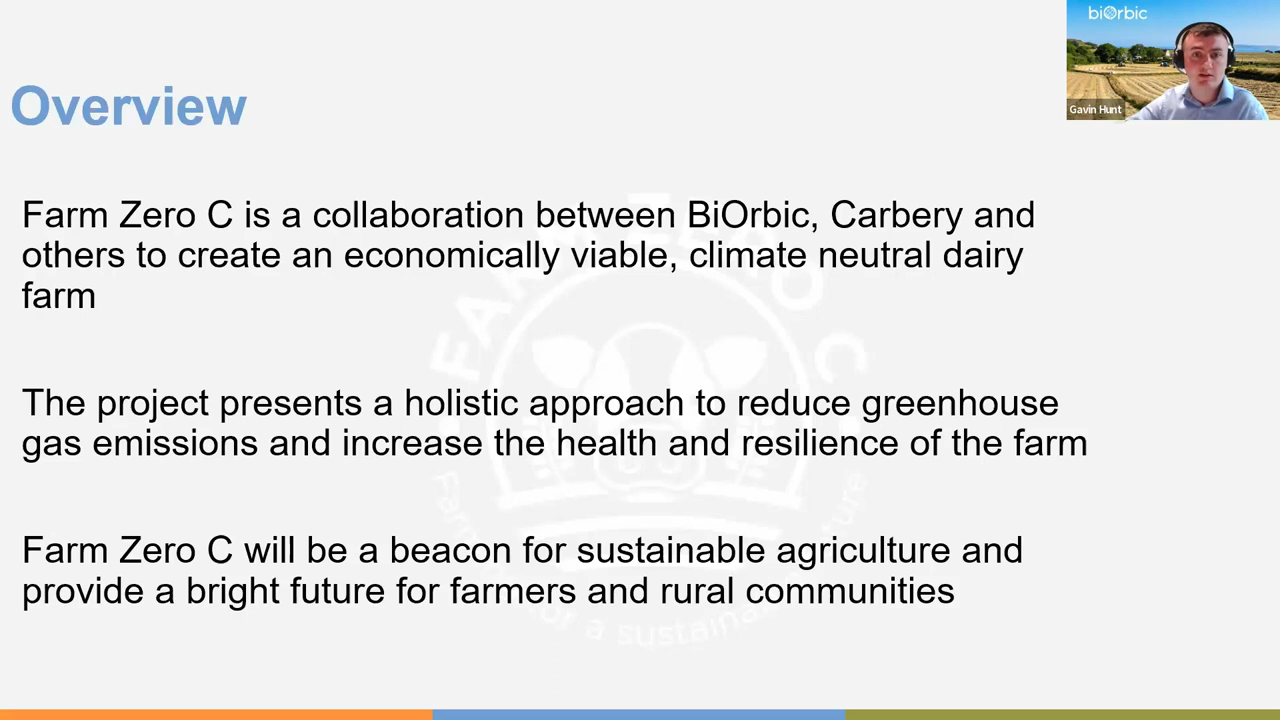 biOrbic
Gavin Hunt
Overview
Farm Zero C is a collaboration between BiOrbic, Carbery and
others to create an economically viable, climate neutral dairy
farm
The project presents a holistic approach to reduce greenhouse
gas emissions and increase the health and resilience of the farm
Farm Zero C will be a beacon for sustainable agriculture and
provide a bright future for farmers and rural communities
FARM ZERO C